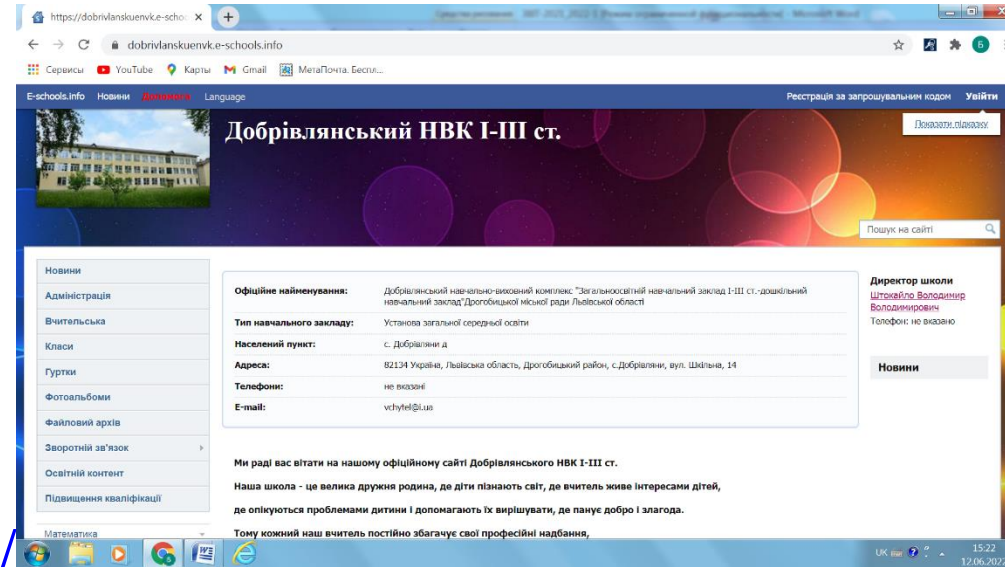 https://dobrivlanskuenvk.e-schoo
dobrivlanskuenvk.e-schools.info
Сервисы YouTube Карты Gmail МетаПочта. Беспл...
E-schools.info Новини Допомога Language Реєстрація за запрошувальним кодом Увійти
Показати підказку
Добрівлянський НВК І-ІІІ ст.
Пошук на сайті
Новини
Адміністрація
Вчительська
Класи
Гуртки
Фотоальбоми
Файловий архів
Зворотній зв'язок
Освітній контент
Підвищення кваліфікації
Математика
Офіційне найменування: Добрівлянський навчально-виховний комплекс "Загальноосвітній навчальний заклад І-ІІІ ст.-дошкільний
навчальний заклад"Дрогобицької міської ради Львівської області
Тип навчального закладу: Установа загальної середньої освіти
Населений пункт: с. Добрівляни д
Адреса: 82134 Україна, Львівська область, Дрогобицький район, с.Добрівляни, вул. Шкільна, 14
Телефони: не вказані
E-mail: vchytel@i.ua
Директор школи
Штокайло Володимир
Володимирович
Телефон: не вказано
Новини
Ми раді вас вітати на нашому офіційному сайті Добрівлянського НВК І-ІІІ ст.
Наша школа - це велика дружня родина, де діти пізнають світ, де вчитель живе інтересами дітей,
де опікуються проблемами дитини і допомагають їх вирішувати, де панує добро і злагода.
Тому кожний наш вчитель постійно збагачує свої професійні надбання,
UK
15:22
/